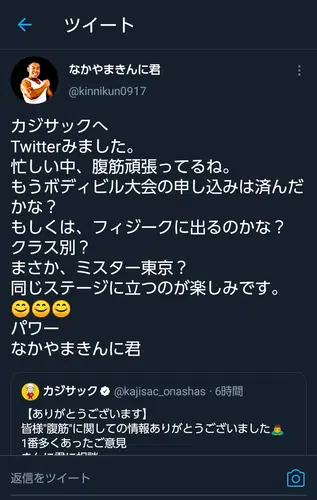 ツイート
なかやまきんに君
@kinnikun0917
カジサックへ
Twitterみました。
忙しい中、腹筋頑張ってるね。
もうボディビル大会の申し込みは済んだ
かな？
もしくは、フィジークに出るのかな？
クラス別？
まさか、ミスター東京？
同じステージに立つのが楽しみです。
😊😊😊
パワー
なかやまきんに君
カジサック @kajisac_onashas · 6時間
【ありがとうございます】
皆様"腹筋"に関しての情報ありがとうございました🙇‍♂️
1番多くあったご意見
返信をツイート